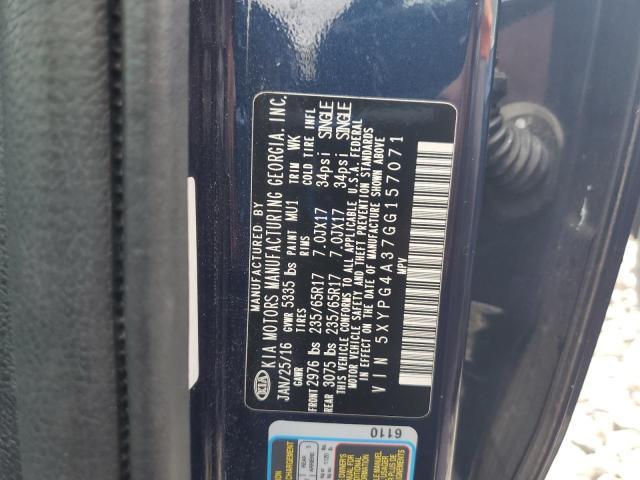 KIA
MANUFACTURED BY
KIA MOTORS MANUFACTURING GEORGIA, INC.
JAN/25/16 GVWR 5335 lbs PAINT MU1 TRIM WK
GAWR TIRES RIMS COLD TIRE INFL
FRONT 2976 lbs 235/65R17 7.0JX17 34psi SINGLE
REAR 3075 lbs 235/65R17 7.0JX17 34psi SINGLE
THIS VEHICLE CONFORMS TO ALL APPLICABLE U.S.A. FEDERAL
MOTOR VEHICLE SAFETY AND THEFT PREVENTION STANDARDS
IN EFFECT ON THE DATE OF MANUFACTURE SHOWN ABOVE
VIN 5XYPG4A37GG157071
MPV
6110
REAR